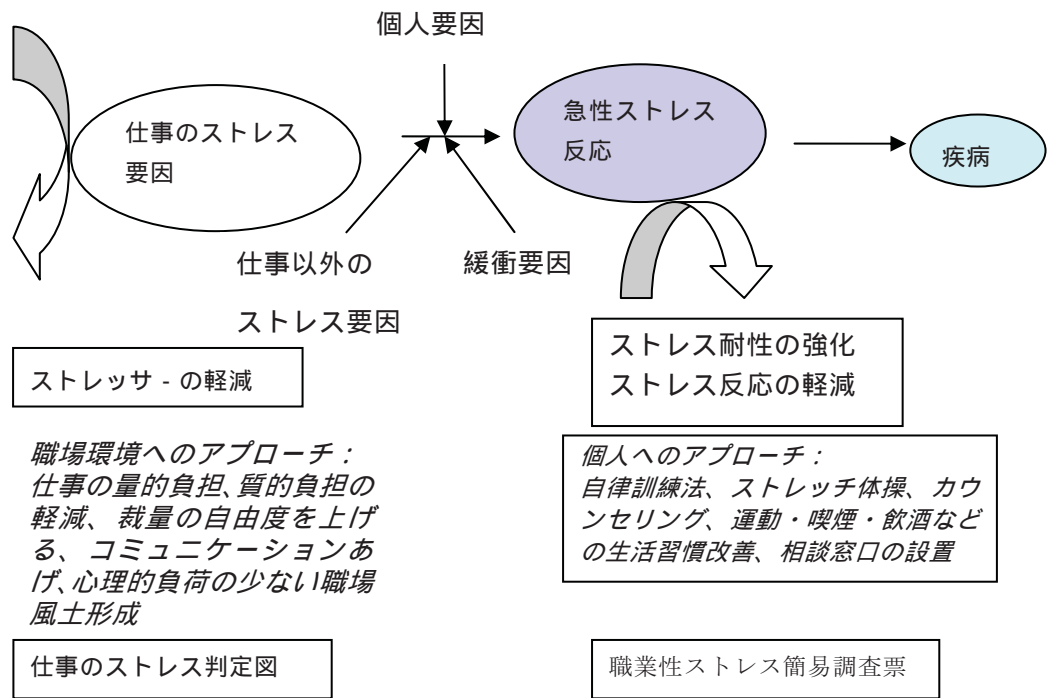 個人要因
仕事のストレス
要因
急性ストレス
反応
疾病
仕事以外の
ストレス要因
緩衝要因
ストレッサ - の軽減
ストレス耐性の強化
ストレス反応の軽減
職場環境へのアプローチ：
仕事の量的負担、質的負担の
軽減、裁量の自由度を上げ
る、コミュニケーションあ
げ、心理的負荷の少ない職場
風土形成
個人へのアプローチ：
自律訓練法、ストレッチ体操、カウ
ンセリング、運動・喫煙・飲酒など
の生活習慣改善、相談窓口の設置
仕事のストレス判定図
職業性ストレス簡易調査票